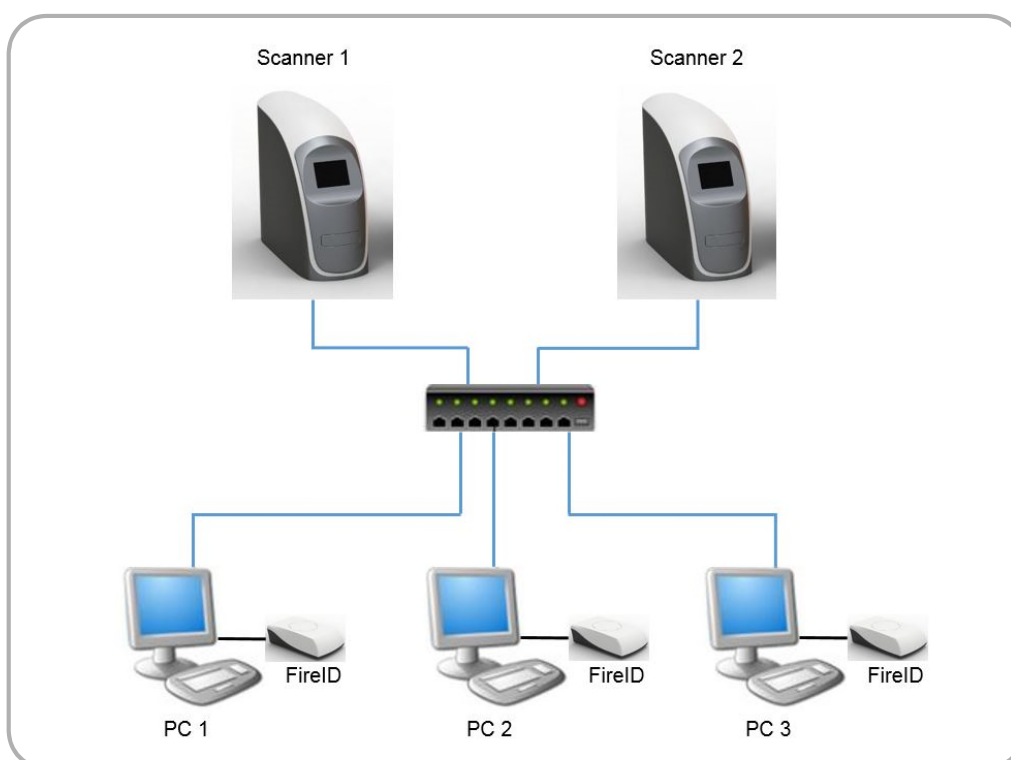 Scanner 1
Scanner 2
FireID
FireID
FireID
PC 1
PC 2
PC 3